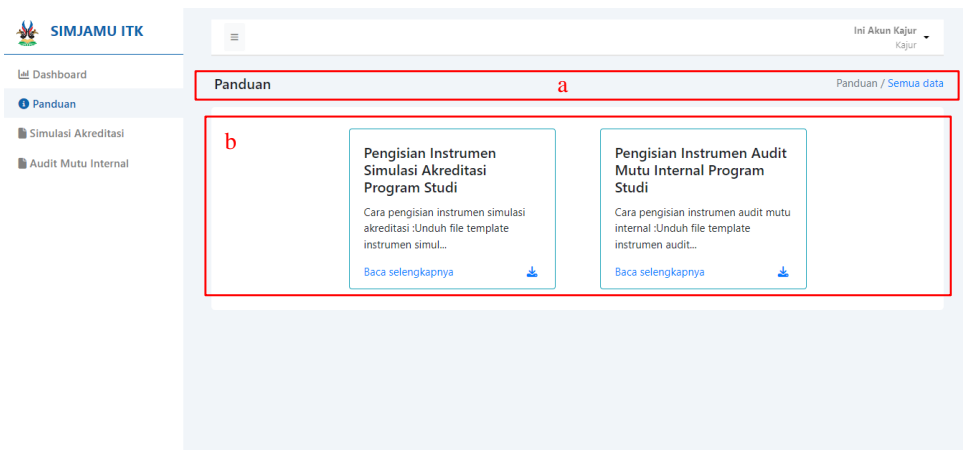 SIMJAMU ITK
Ini Akun Kajur
Kajur
Dashboard
Panduan
Simulasi Akreditasi
Audit Mutu Internal
Panduan
a
Panduan / Semua data
b
Pengisian Instrumen
Simulasi Akreditasi
Program Studi
Cara pengisian instrumen simulasi
akreditasi :Unduh file template
instrumen simul...
Baca selengkapnya
Pengisian Instrumen Audit
Mutu Internal Program
Studi
Cara pengisian instrumen audit mutu
internal :Unduh file template
instrumen audit...
Baca selengkapnya